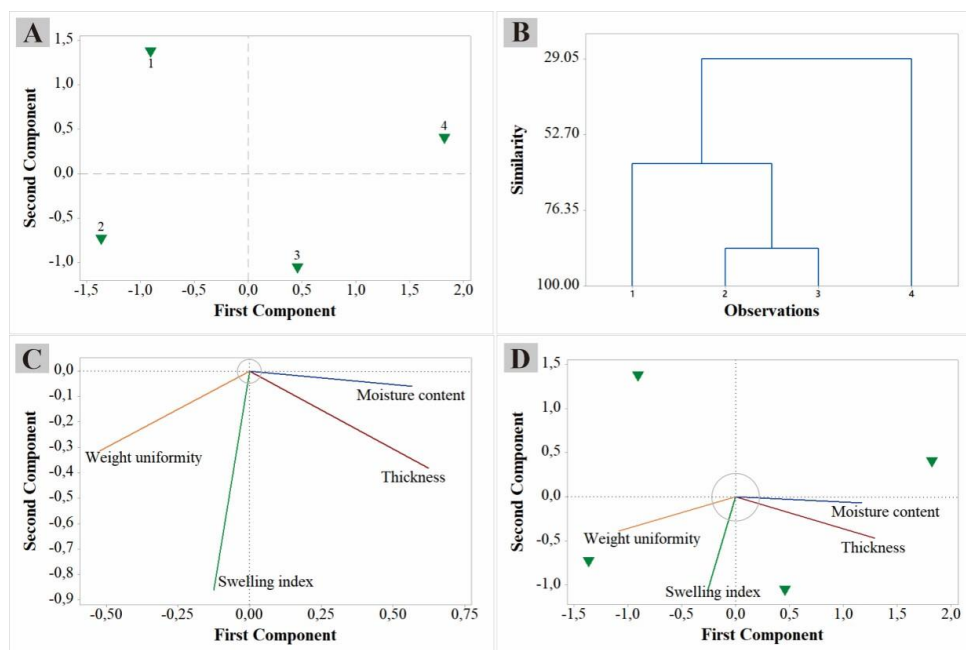 A
Second Component
1,5
1,0
0,5
0,0
-0,5
-1,0
1
2
3
4
-1,5 -1,0 -0,5 0,0 0,5 1,0 1,5 2,0
First Component
B
Similarity
29.05
52.70
76.35
100.00
1 2 3 4
Observations
C
Second Component
0,0
-0,1
-0,2
-0,3
-0,4
-0,5
-0,6
-0,7
-0,8
-0,9
Moisture content
Weight uniformity
Thickness
Swelling index
-0,50 -0,25 0,00 0,25 0,50 0,75
First Component
D
Second Component
1,5
1,0
0,5
0,0
-0,5
-1,0
Moisture content
Weight uniformity
Thickness
Swelling index
-1,5 -1,0 -0,5 0,0 0,5 1,0 1,5 2,0
First Component